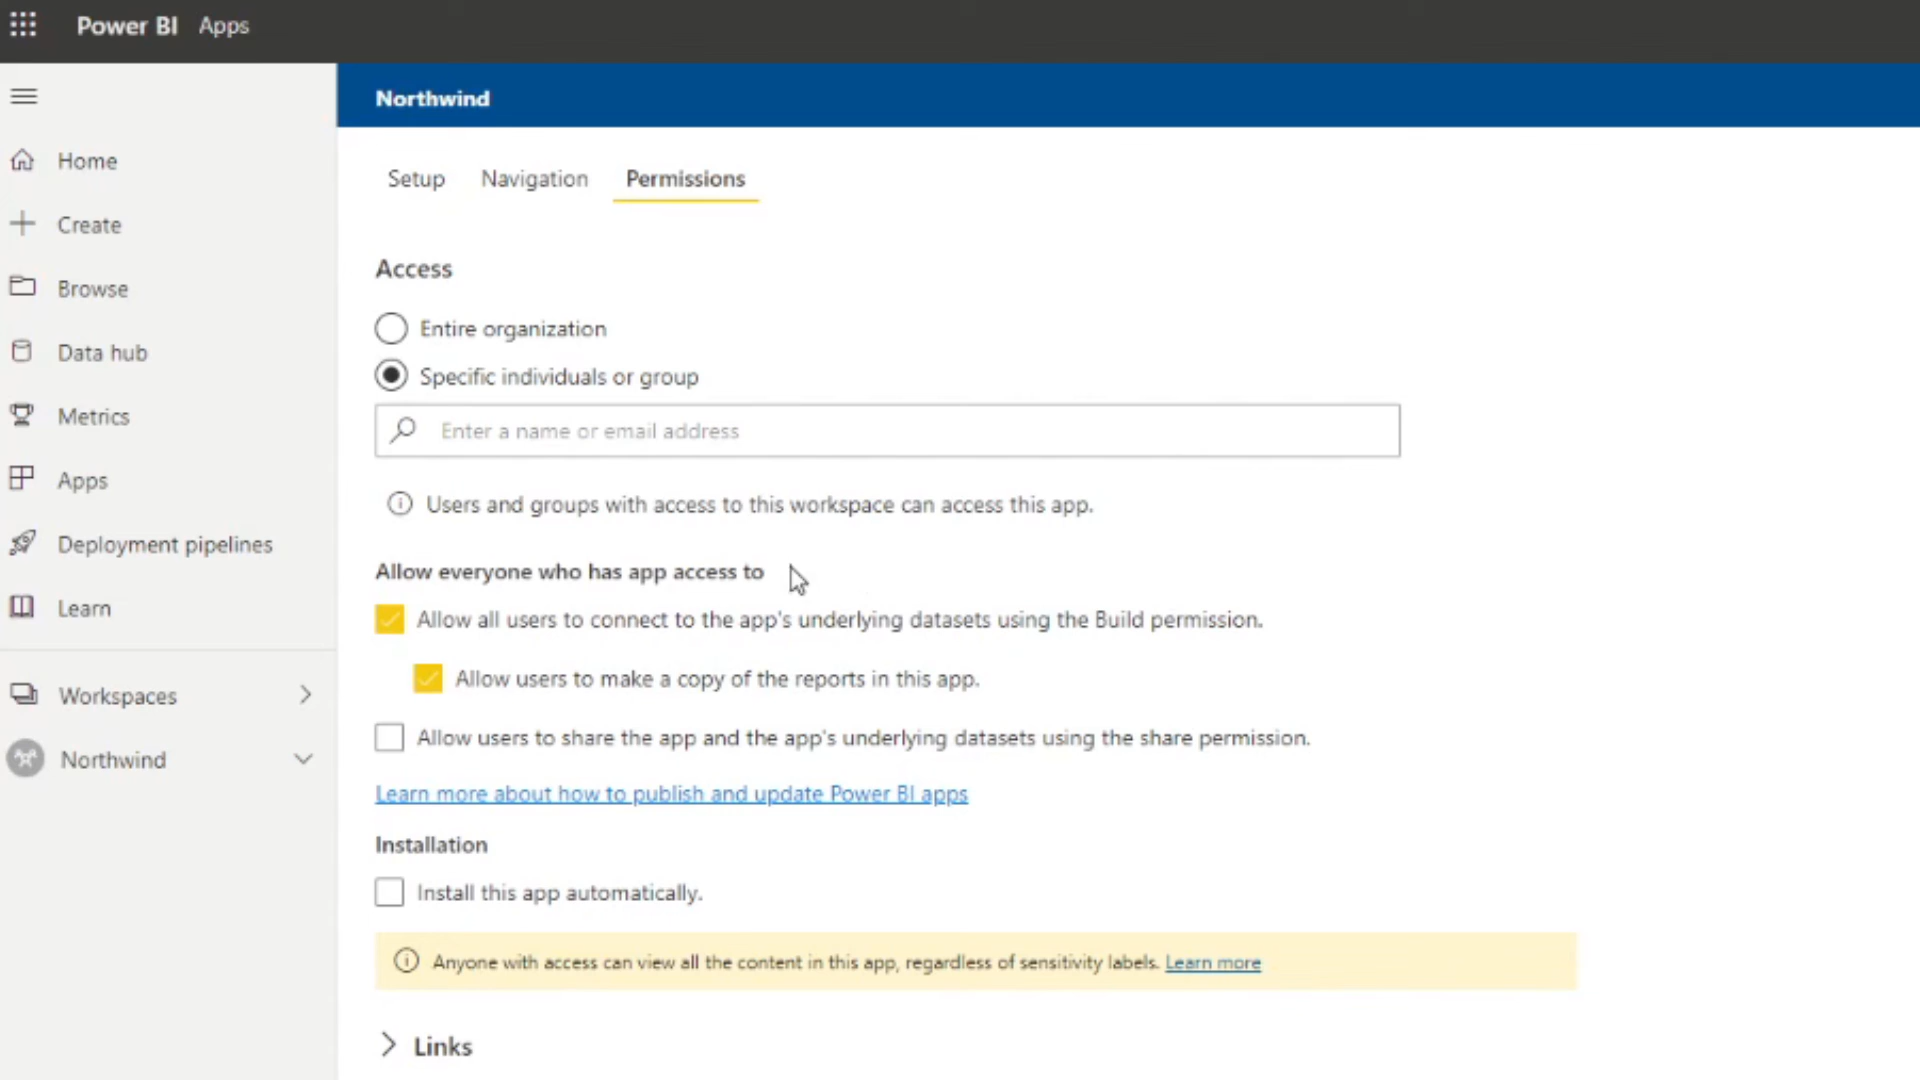 Power BI Apps
Northwind
Home
Create
Browse
Data hub
Metrics
Apps
Deployment pipelines
Learn
Workspaces
Northwind
Setup Navigation Permissions
Access
Entire organization
Specific individuals or group
Enter a name or email address
Users and groups with access to this workspace can access this app.
Allow everyone who has app access to
Allow all users to connect to the app's underlying datasets using the Build permission.
Allow users to make a copy of the reports in this app.
Allow users to share the app and the app's underlying datasets using the share permission.
Learn more about how to publish and update Power BI apps
Installation
Install this app automatically.
Anyone with access can view all the content in this app, regardless of sensitivity labels. Learn more
Links